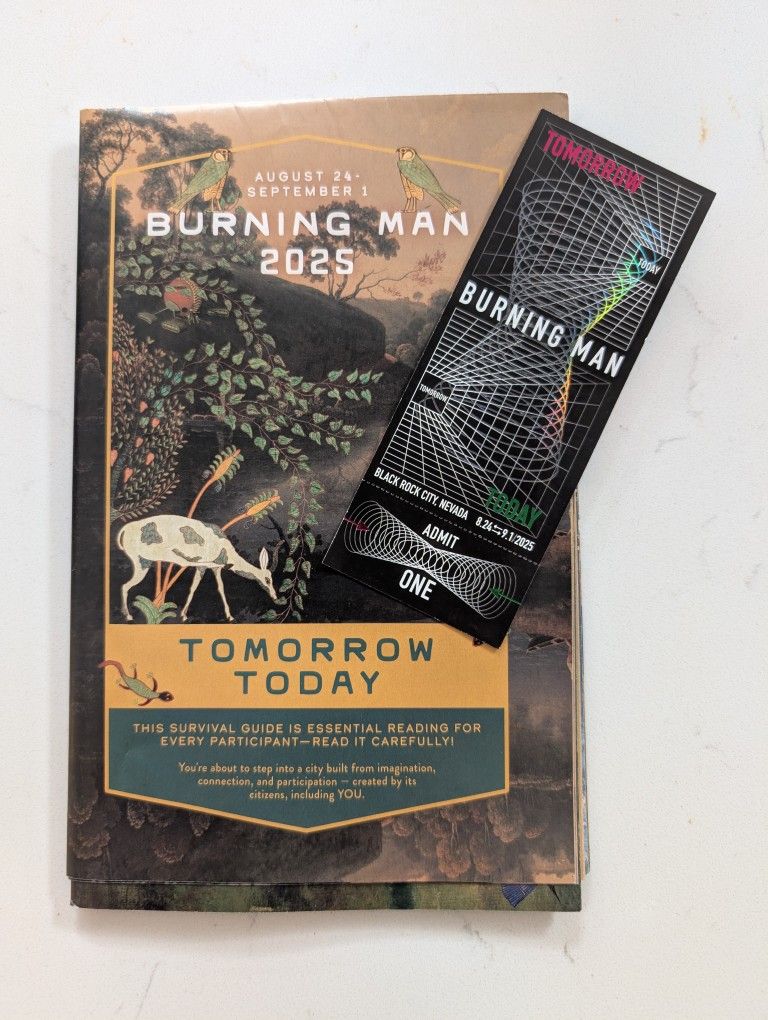 AUGUST 24-
SEPTEMBER 1
BURNING MAN
2025
TOMORROW
TODAY
THIS SURVIVAL GUIDE IS ESSENTIAL READING FOR
EVERY PARTICIPANT—READ IT CAREFULLY!
You're about to step into a city built from imagination,
connection, and participation — created by its
citizens, including YOU.
TOMORROW
TODAY
BURNING MAN
TOMORROW
TODAY
BLACK ROCK CITY, NEVADA 8.24⇆9.1/2025
ADMIT
ONE